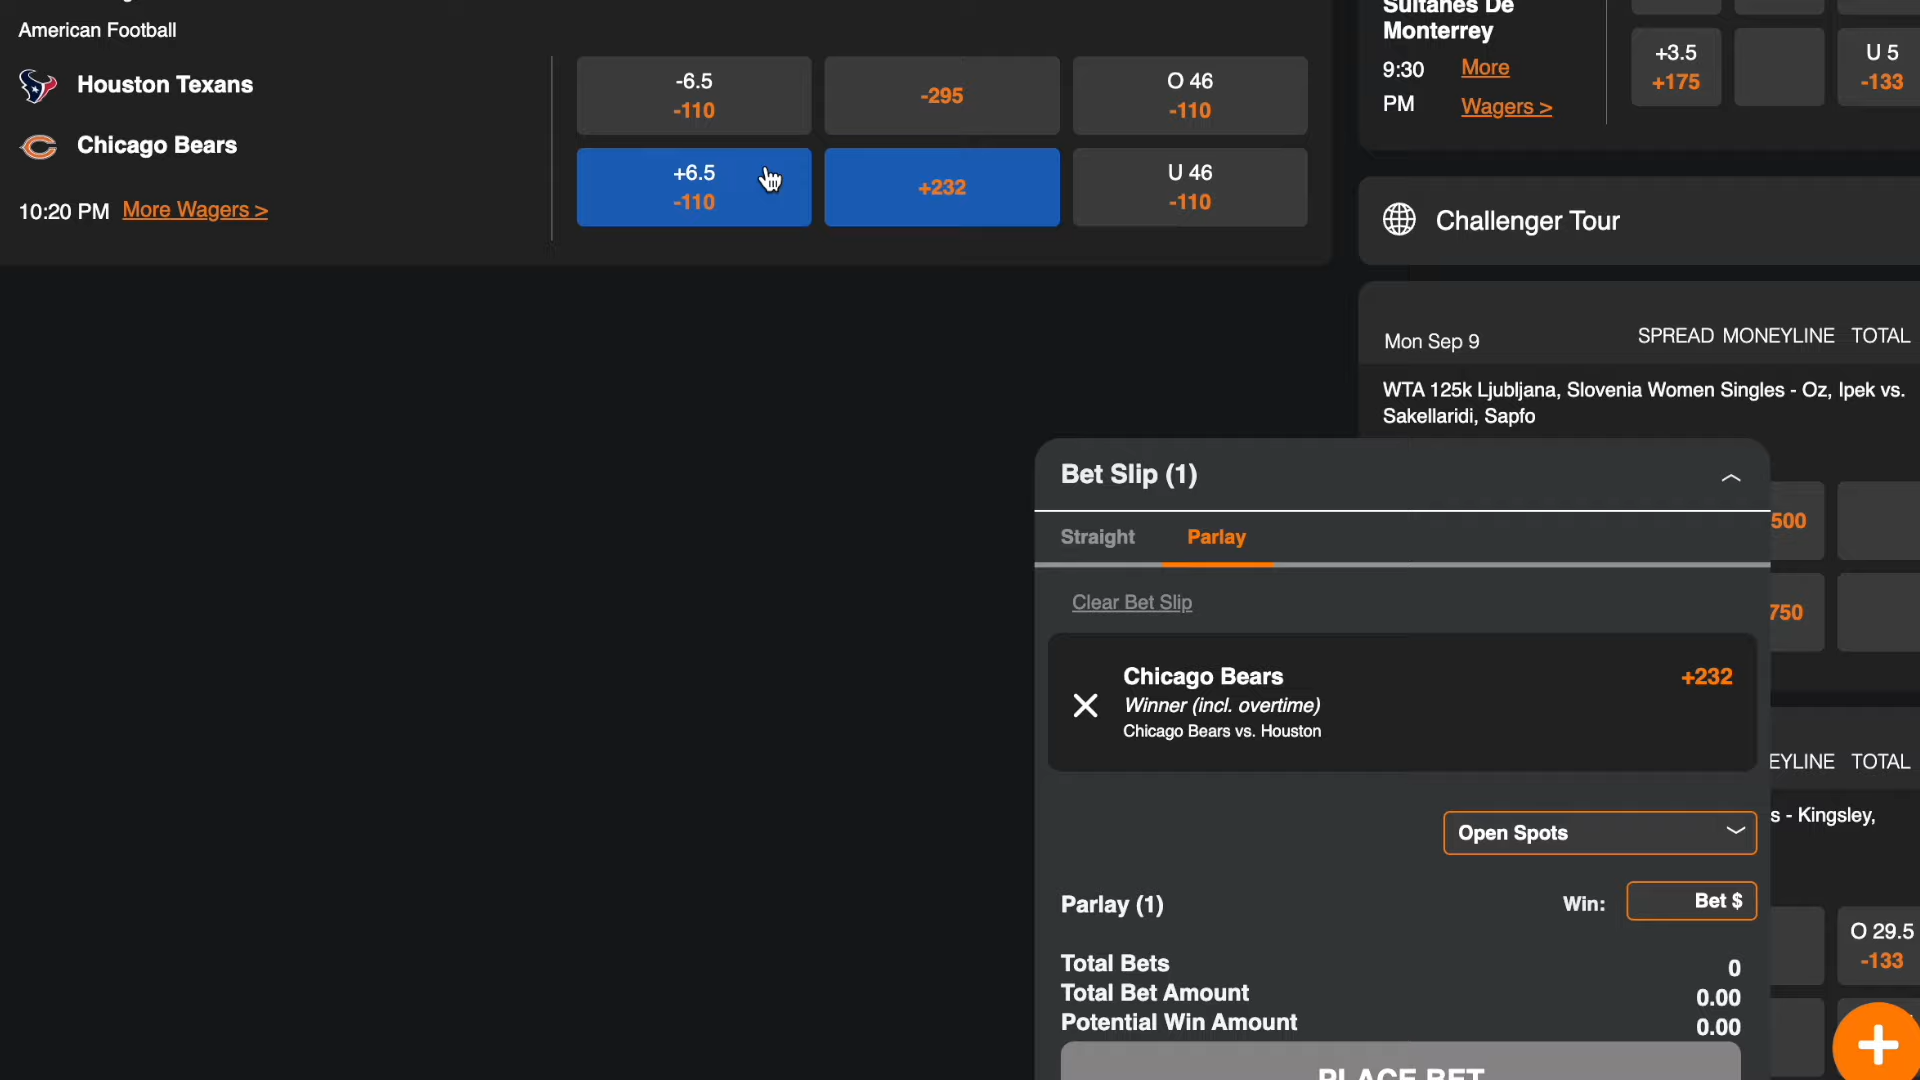 American Football
Houston Texans
Chicago Bears
10:20 PM More Wagers >
-6.5
-110
-295
O 46
-110
+6.5
-110
+232
U 46
-110
Sultanes De
Monterrey
9:30
PM
More
Wagers >
+3.5
+175
U 5
-133
Challenger Tour
Mon Sep 9
SPREAD MONEYLINE TOTAL
WTA 125k Ljubljana, Slovenia Women Singles - Oz, Ipek vs.
Sakellaridi, Sapfo
500
750
EYLINE TOTAL
s - Kingsley,
O 29.5
-133
Bet Slip (1)
Straight Parlay
Clear Bet Slip
Chicago Bears +232
Winner (incl. overtime)
Chicago Bears vs. Houston
Open Spots
Parlay (1) Win: Bet $
Total Bets 0
Total Bet Amount 0.00
Potential Win Amount 0.00
PLACE BET